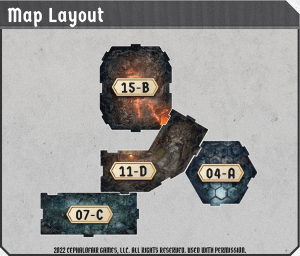 Map Layout
15-B
11-D
04-A
07-C
2022 CEPHALOFAIR GAMES, LLC. ALL RIGHTS RESERVED. USED WITH PERMISSION.